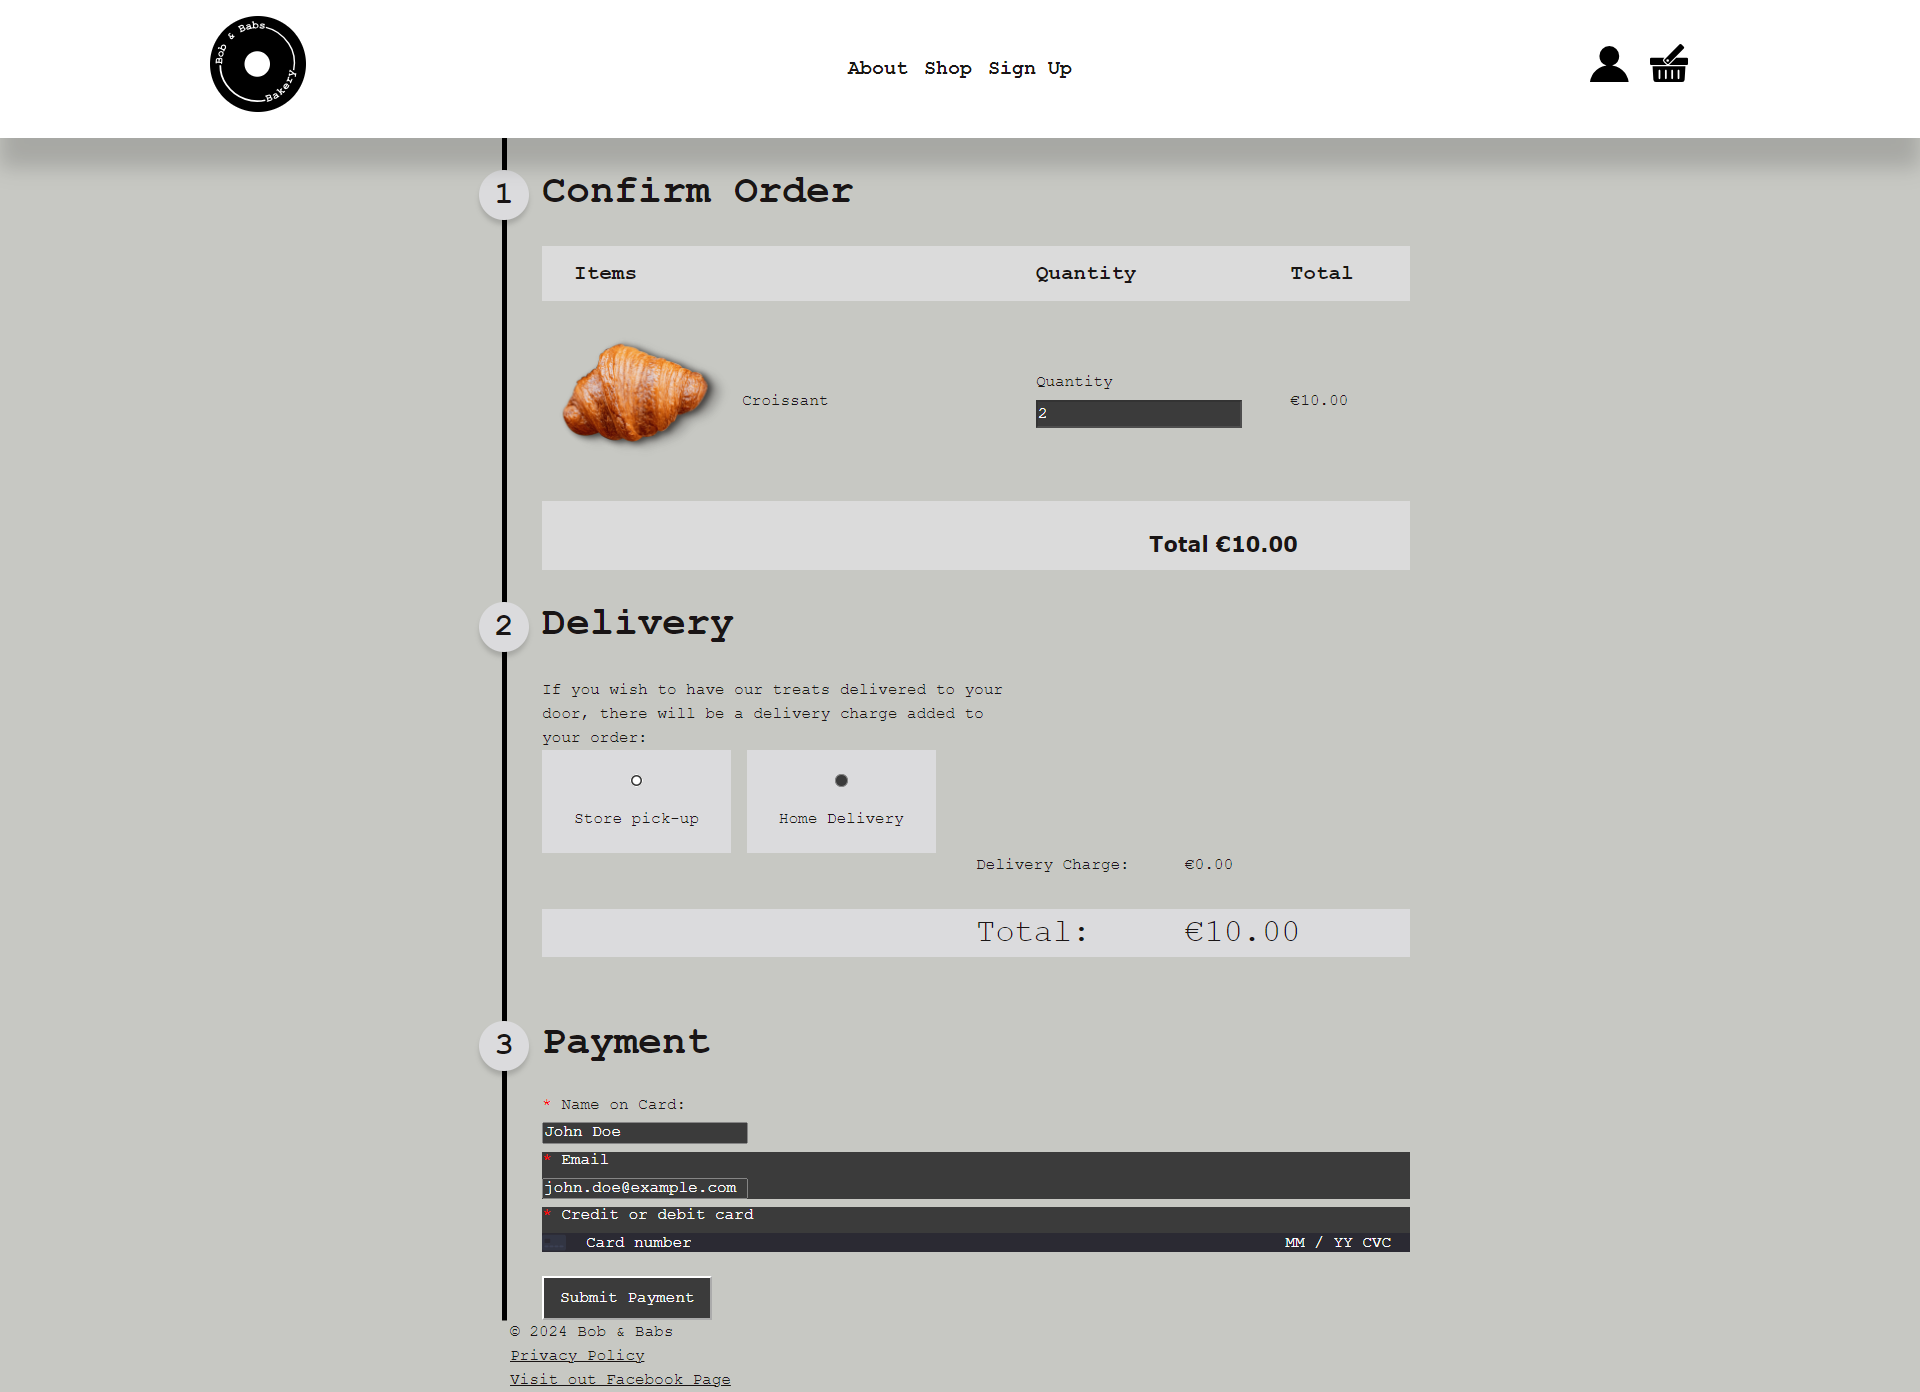 Bob & Babs
Bakery
About Shop Sign Up
1 Confirm Order
Items Quantity Total
Quantity
Croissant €10.00
2
Total €10.00
2 Delivery
If you wish to have our treats delivered to your
door, there will be a delivery charge added to
your order:
Store pick-up Home Delivery
Delivery Charge: €0.00
Total: €10.00
3 Payment
* Name on Card:
John Doe
* Email
john.doe@example.com
* Credit or debit card
Card number MM / YY CVC
Submit Payment
© 2024 Bob & Babs
Privacy Policy
Visit out Facebook Page